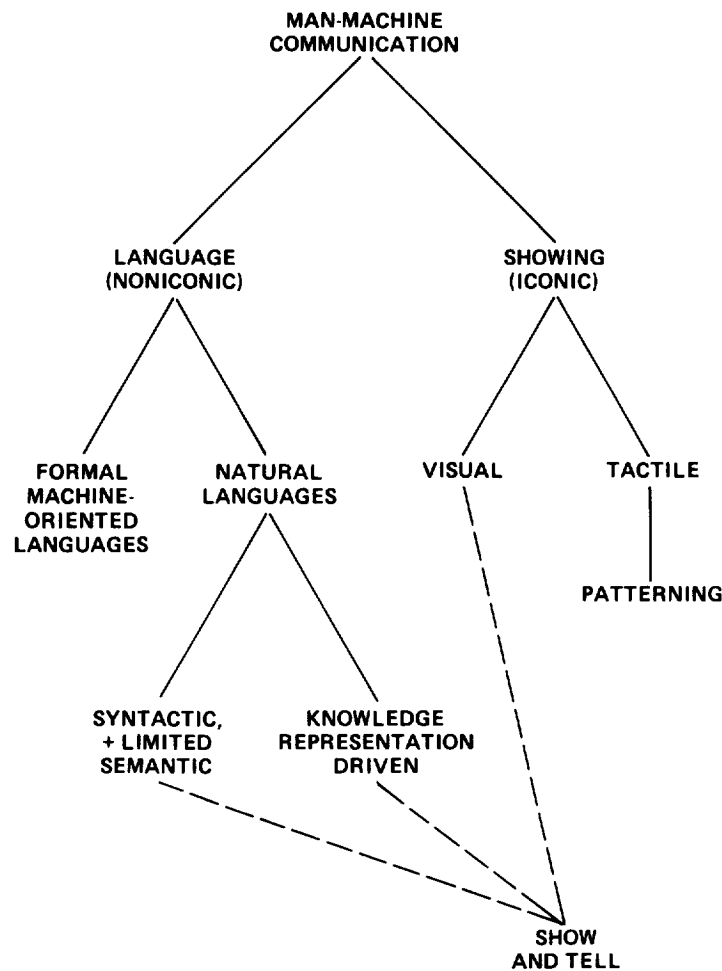 MAN-MACHINE
COMMUNICATION
LANGUAGE
(NONICONIC)
SHOWING
(ICONIC)
FORMAL
MACHINE-
ORIENTED
LANGUAGES
NATURAL
LANGUAGES
VISUAL
TACTILE
PATTERNING
SYNTACTIC,
+ LIMITED
SEMANTIC
KNOWLEDGE
REPRESENTATION
DRIVEN
SHOW
AND TELL